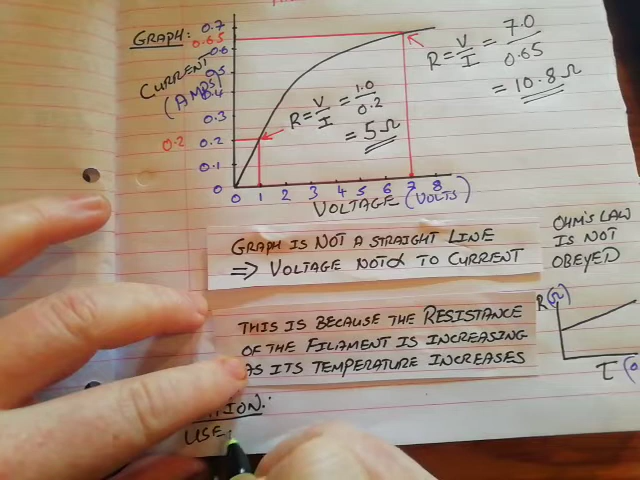 GRAPH:
CURRENT
(AMPS)
0.7
0.65
0.6
0.5
0.4
0.3
0.2
0.2
0.1
0
0 1 2 3 4 5 6 7 8
VOLTAGE (VOLTS)
R = V/I = 1.0/0.2
= 5Ω
R = V/I = 7.0/0.65
= 10.8Ω
GRAPH IS NOT A STRAIGHT LINE
⇒ VOLTAGE NOT ∝ TO CURRENT
OHM'S LAW
IS NOT
OBEYED
THIS IS BECAUSE THE RESISTANCE
OF THE FILAMENT IS INCREASING
AS ITS TEMPERATURE INCREASES
R(Ω)
T(
USE